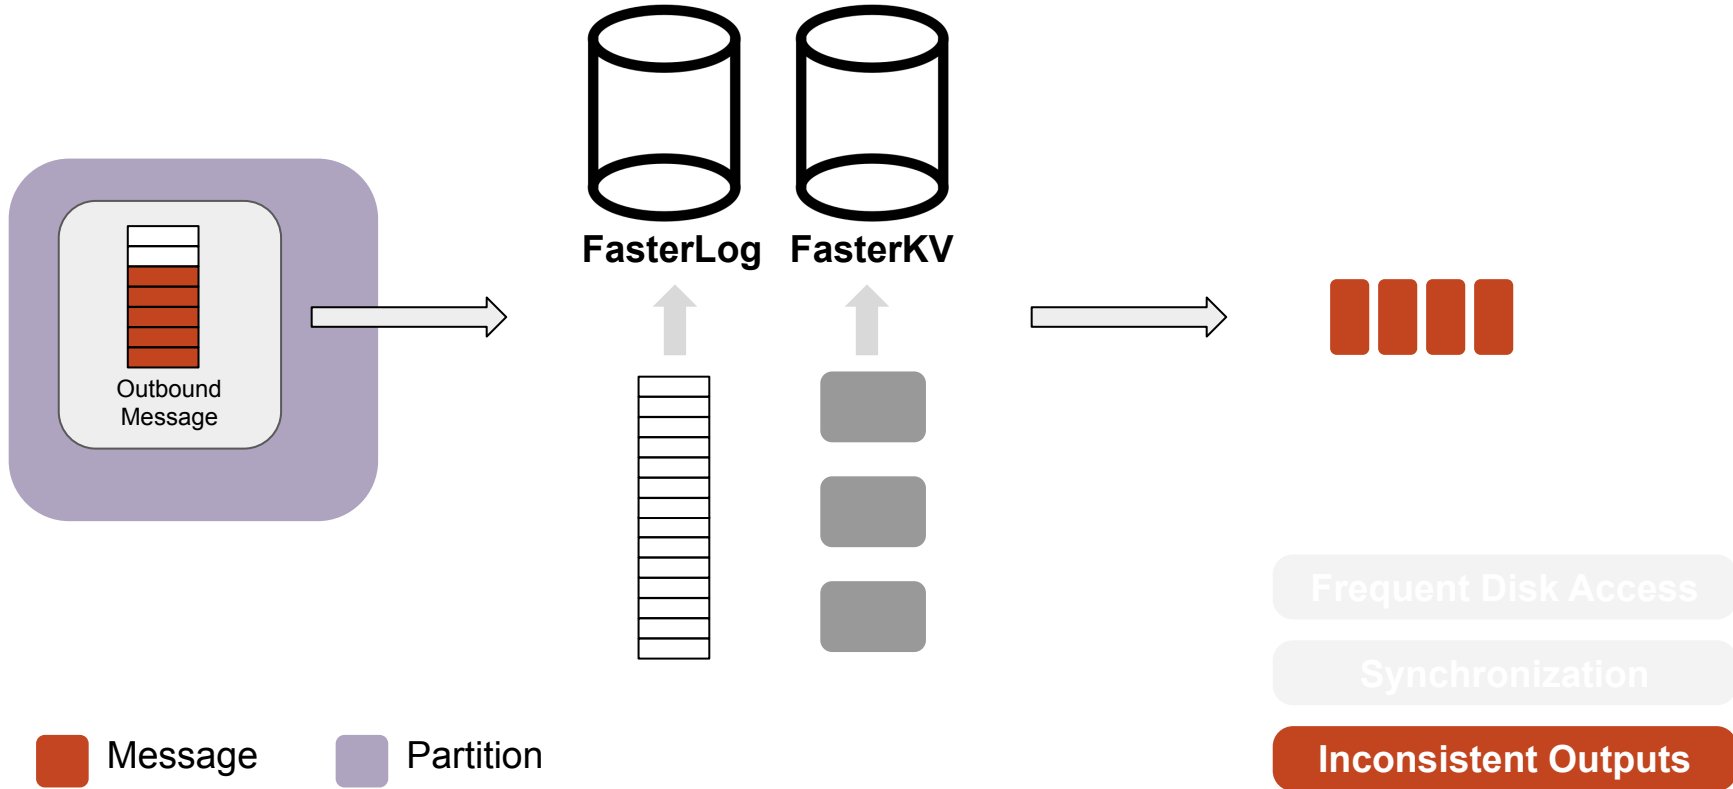 FasterLog
FasterKV
Outbound
Message
Frequent Disk Access
Synchronization
Inconsistent Outputs
Message
Partition